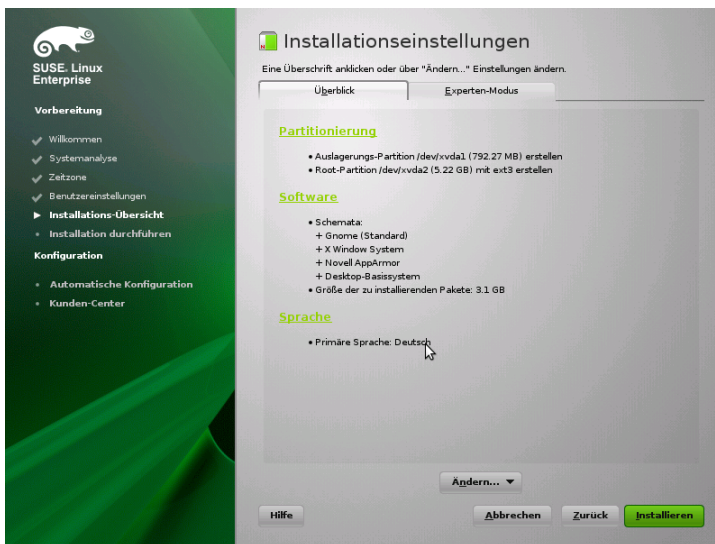 SUSE. Linux
Enterprise
Vorbereitung
Willkommen
Systemanalyse
Zeitzone
Benutzereinstellungen
Installations-Übersicht
Installation durchführen
Konfiguration
Automatische Konfiguration
Kunden-Center
Installationseinstellungen
Eine Überschrift anklicken oder über "Ändern..." Einstellungen ändern.
Überblick
Experten-Modus
Partitionierung
• Auslagerungs-Partition /dev/xvda1 (792.27 MB) erstellen
• Root-Partition /dev/xvda2 (5.22 GB) mit ext3 erstellen
Software
• Schemata:
+ Gnome (Standard)
+ X Window System
+ Novell AppArmor
+ Desktop-Basissystem
• Größe der zu installierenden Pakete: 3.1 GB
Sprache
• Primäre Sprache: Deutsch
Ändern...
Hilfe
Abbrechen
Zurück
Installieren